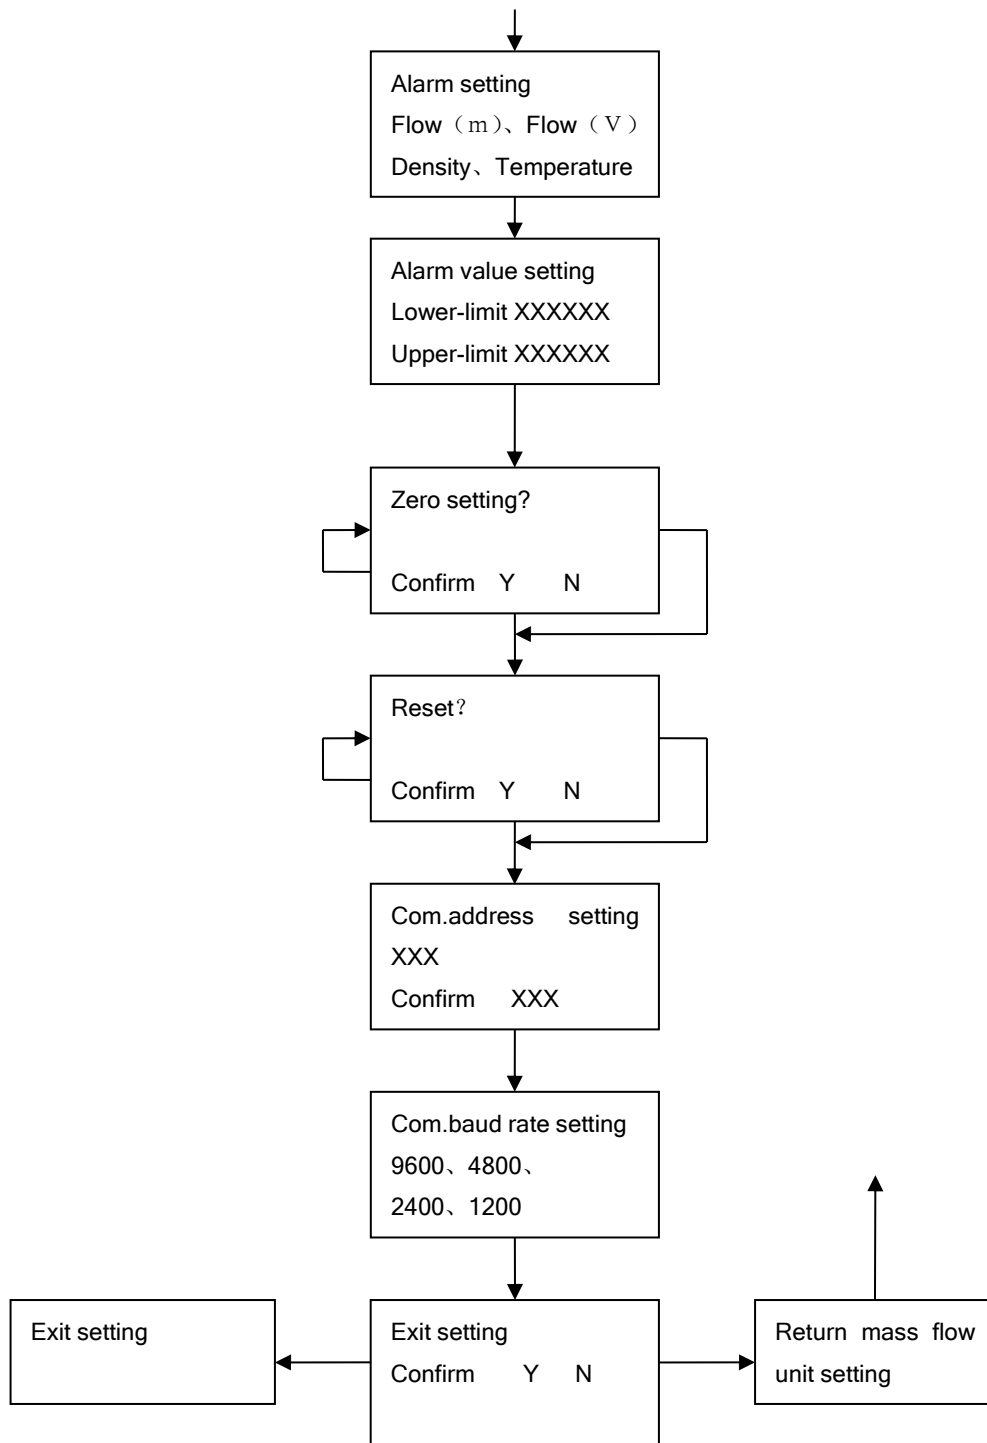 Alarm setting
Flow（m）、Flow（V）
Density、Temperature
Alarm value setting
Lower-limit XXXXXX
Upper-limit XXXXXX
Zero setting?
Confirm Y N
Reset？
Confirm Y N
Com.address setting
XXX
Confirm XXX
Com.baud rate setting
9600、4800、
2400、1200
Exit setting
Exit setting
Confirm Y N
Return mass flow
unit setting